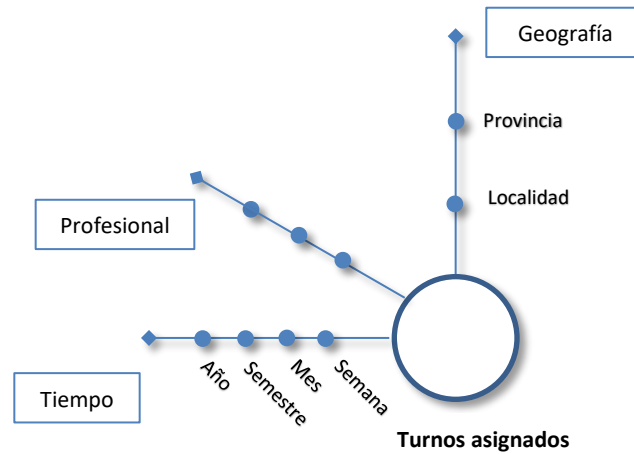 Geografía
Provincia
Localidad
Profesional
Año
Semestre
Mes
Semana
Tiempo
Turnos asignados